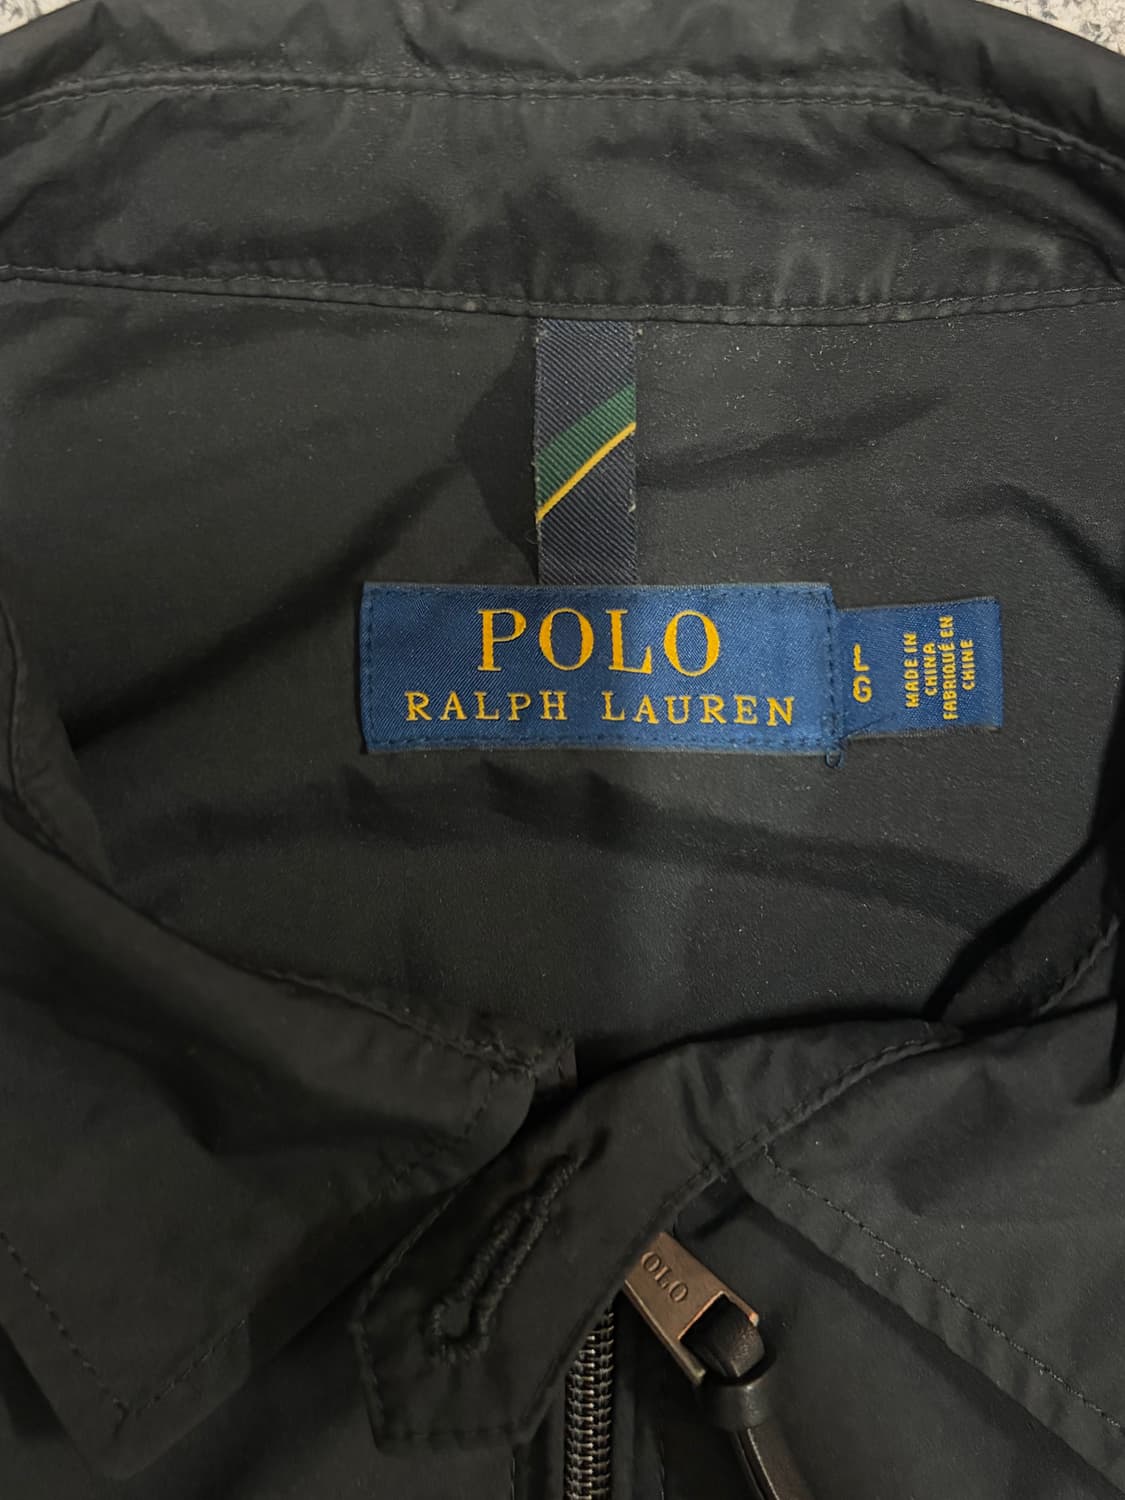 POLO
RALPH LAUREN
L
G
MADE IN
CHINA
FABRIQUÉ EN
CHINE
OLO